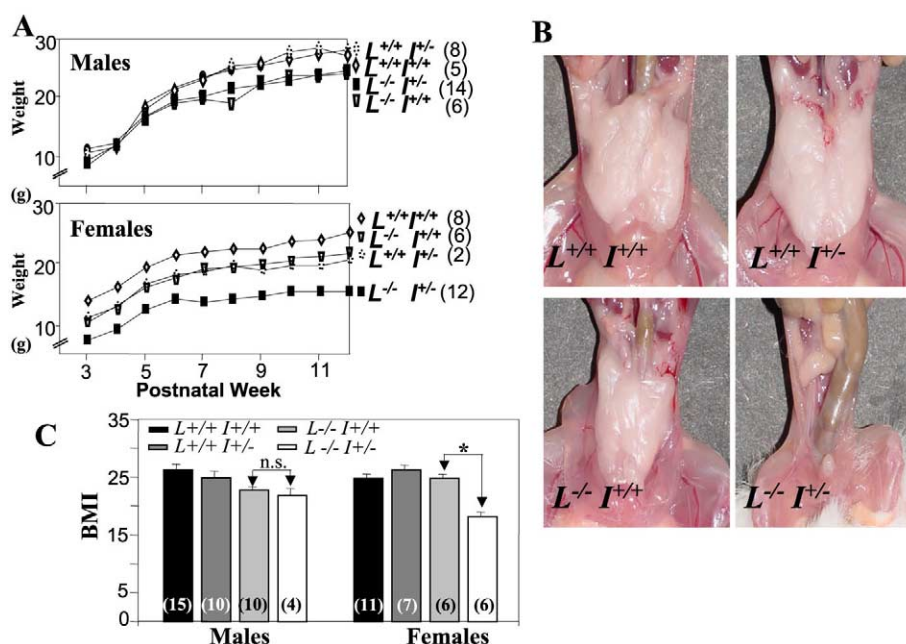 A
B
Males
Weight
30
20
10
(g)
L+/+ I+/- (8)
L+/+ I+/+ (5)
L-/- I+/- (14)
L-/- I+/+ (6)
Females
Weight
30
20
10
(g)
L+/+ I+/+ (8)
L-/- I+/+ (6)
L+/+ I+/- (2)
L-/- I+/- (12)
3 5 7 9 11
Postnatal Week
L+/+ I+/+
L+/+ I+/-
L-/- I+/+
L-/- I+/-
C
BMI
35
25
15
5
0
L+/+ I+/+ L-/- I+/+
L+/+ I+/- L-/- I+/-
n.s.
*
(15) (10) (10) (4) (11) (7) (6) (6)
Males Females